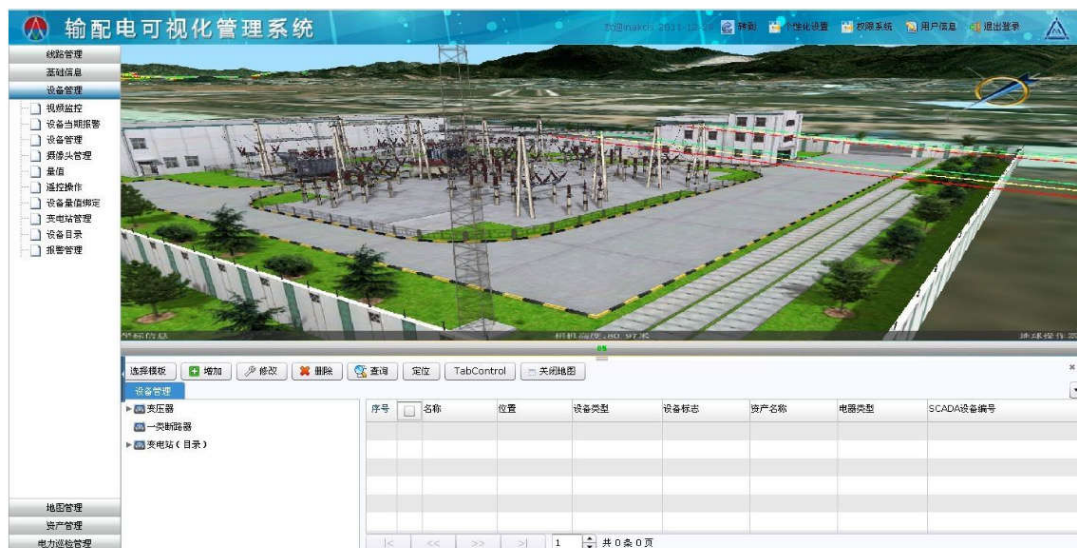 输配电可视化管理系统
转到 个性化设置 权限系统 用户信息 退出登录
线路管理
基础信息
设备管理
视频监控
设备当期报警
设备管理
摄像头管理
量值
遥控操作
设备量值绑定
变电站管理
设备目录
报警管理
地图管理
资产管理
电力巡检管理
选择模板 增加 修改 删除 查询 定位 TabControl 关闭地图
设备管理
变压器
一类断路器
变电站(目录)
序号 名称 位置 设备类型 设备标志 资产名称 电器类型 SCADA设备编号
|< << >> >| 1 共 0 条 0 页